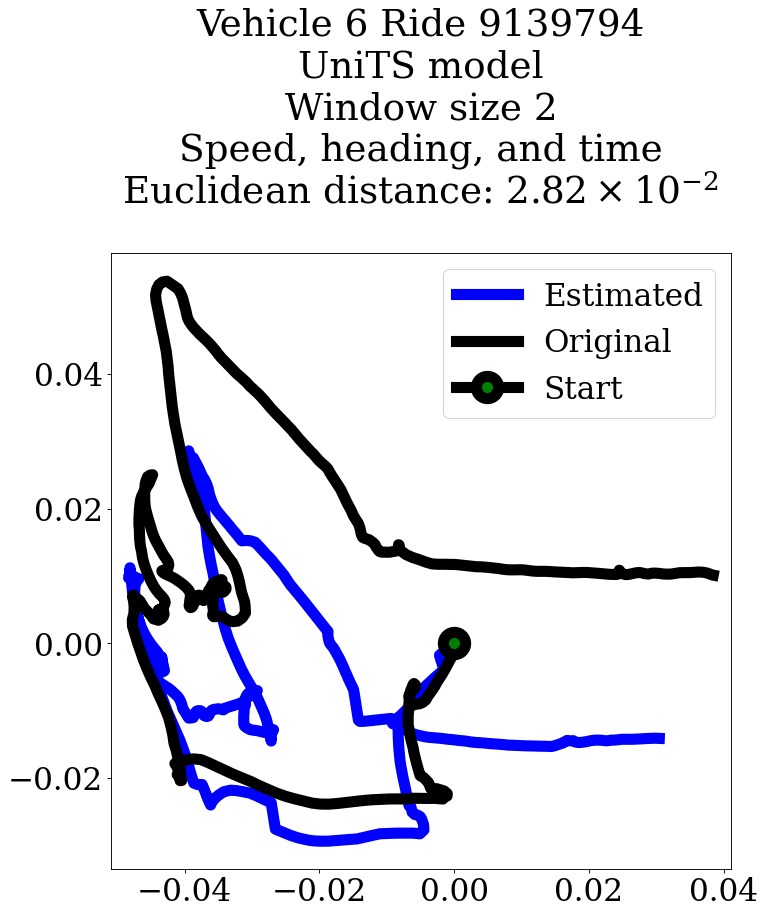 Vehicle 6 Ride 9139794
UniTS model
Window size 2
Speed, heading, and time
Euclidean distance: 2.82 × 10⁻²
Estimated
Original
Start
0.04
0.02
0.00
−0.02
−0.04
−0.02
0.00
0.02
0.04